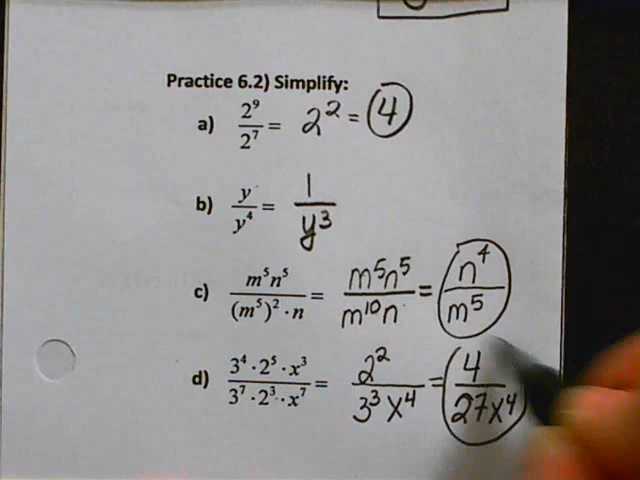 Practice 6.2) Simplify:
a) 2⁹/2⁷ = 2² = 4
b) y/y⁴ = 1/y³
c) m⁵n⁵/(m⁵)²·n = m⁵n⁵/m¹⁰n = n⁴/m⁵
d) 3⁴·2⁵·x³/3⁷·2³·x⁷ = 2²/3³x⁴ = 4/27x⁴